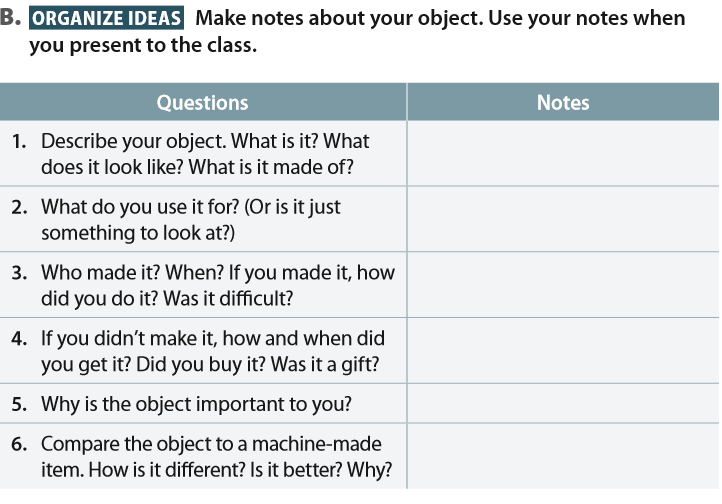 B. ORGANIZE IDEAS Make notes about your object. Use your notes when
you present to the class.
Questions Notes
1. Describe your object. What is it? What
does it look like? What is it made of?
2. What do you use it for? (Or is it just
something to look at?)
3. Who made it? When? If you made it, how
did you do it? Was it difficult?
4. If you didn’t make it, how and when did
you get it? Did you buy it? Was it a gift?
5. Why is the object important to you?
6. Compare the object to a machine-made
item. How is it different? Is it better? Why?